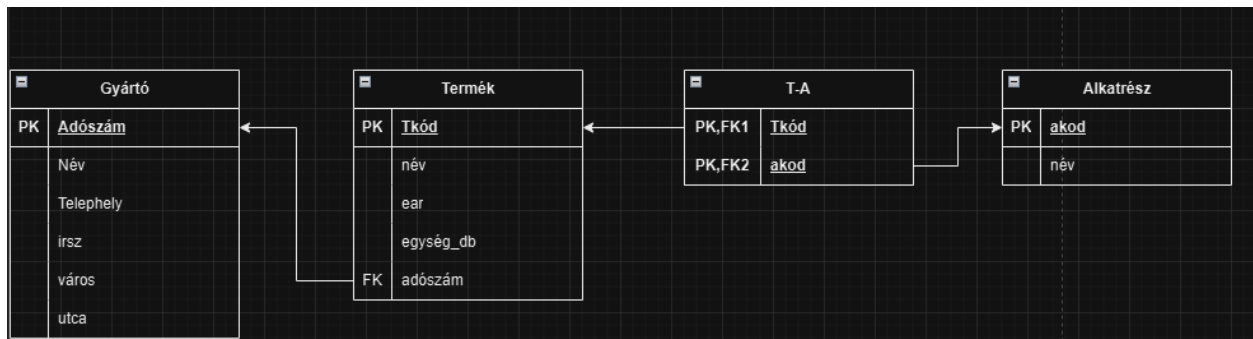 Gyártó
PK Adószám
Név
Telephely
irsz
város
utca
Termék
PK Tkód
név
ear
egység_db
FK adószám
T-A
PK,FK1 Tkód
PK,FK2 akod
Alkatrész
PK akod
név